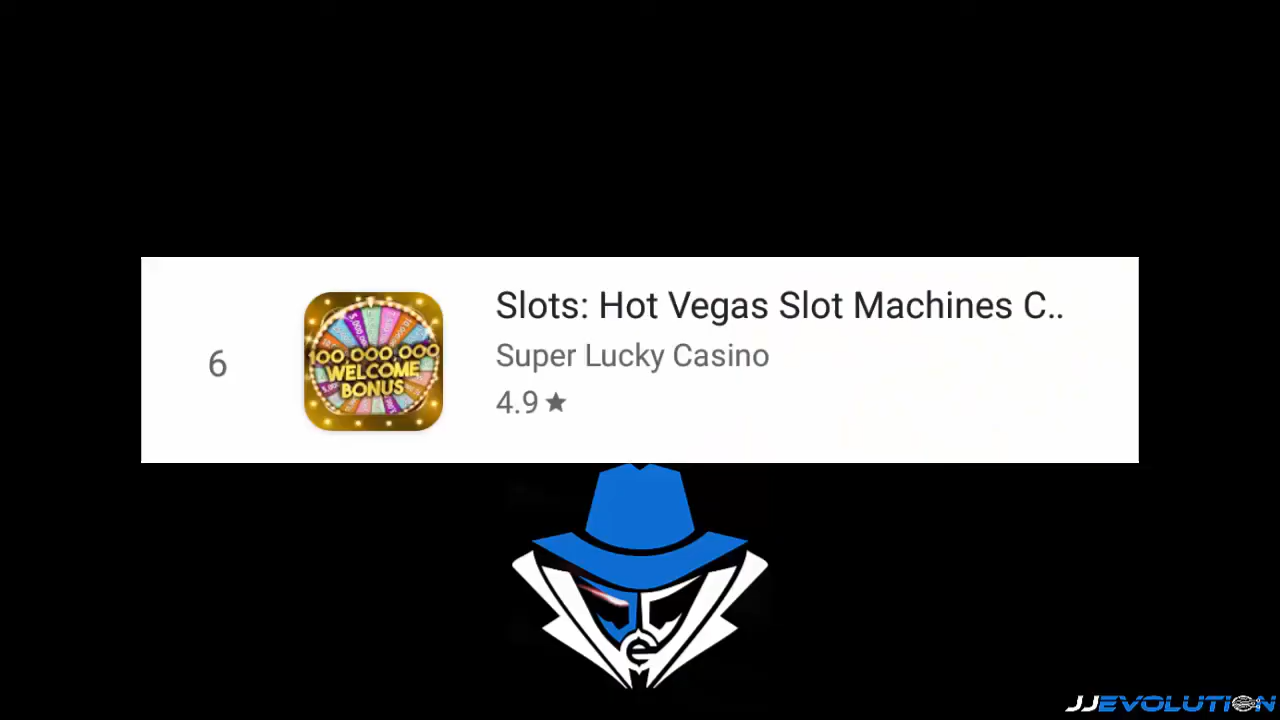 6
Slots: Hot Vegas Slot Machines C..
Super Lucky Casino
4.9★
100,000,000
WELCOME
BONUS
e
JJEVOLUTION